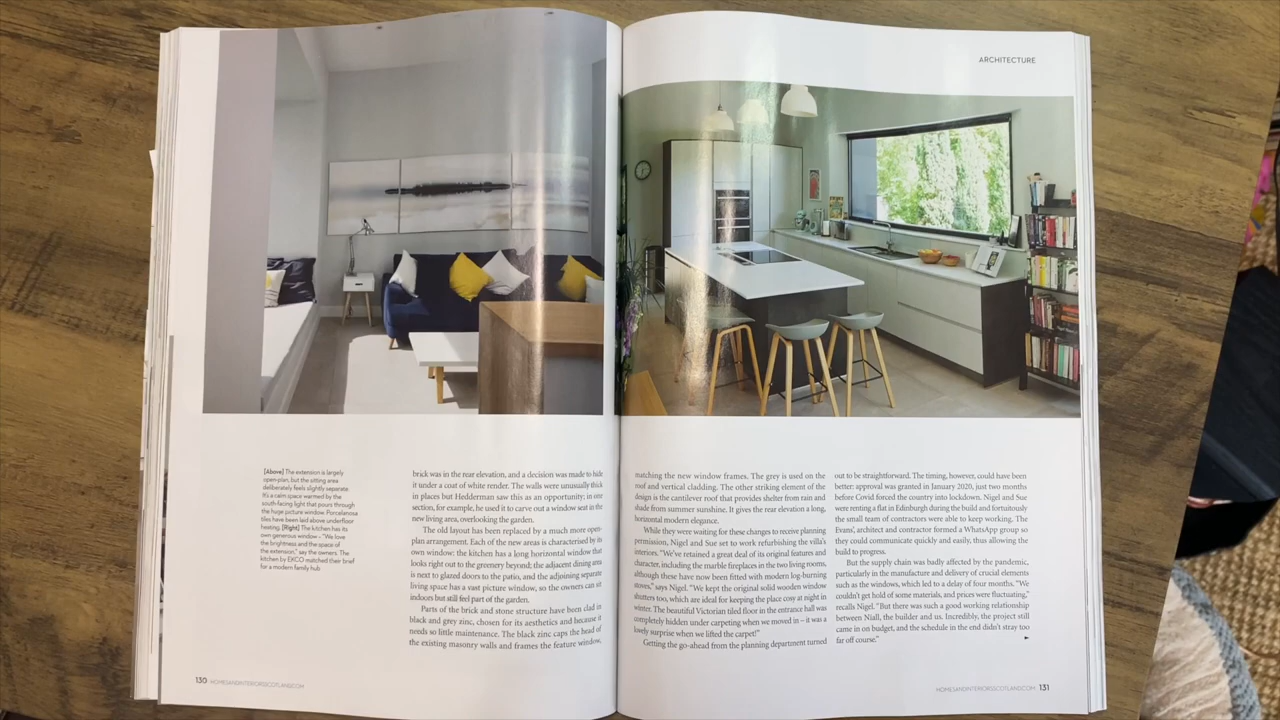 ARCHITECTURE
[Above] The extension is largely
open-plan, but the sitting area
deliberately feels slightly separate.
It's a calm space warmed by the
south-facing light that pours through
the huge picture window. Porcelanosa
tiles have been laid above underfloor
heating. [Right] The kitchen has its
own generous window – "We love
the brightness and the space of
the extension," say the owners. The
kitchen by EKCO matched their brief
for a modern family hub
brick was in the rear elevation, and a decision was made to hide
it under a coat of white render. The walls were unusually thick
in places but Hedderman saw this as an opportunity; in one
section, for example, he used it to carve out a window seat in the
new living area, overlooking the garden.
The old layout has been replaced by a much more open-
plan arrangement. Each of the new areas is characterised by its
own window: the kitchen has a long horizontal window that
looks right out to the greenery beyond; the adjacent dining area
is next to glazed doors to the patio, and the adjoining separate
living space has a vast picture window, so the owners can sit
indoors but still feel part of the garden.
Parts of the brick and stone structure have been clad in
black and grey zinc, chosen for its aesthetics and because it
needs so little maintenance. The black zinc caps the head of
the existing masonry walls and frames the feature window,
matching the new window frames. The grey is used on the
roof and vertical cladding. The other striking element of the
design is the cantilever roof that provides shelter from rain and
shade from summer sunshine. It gives the rear elevation a long,
horizontal modern elegance.
While they were waiting for these changes to receive planning
permission, Nigel and Sue set to work refurbishing the villa's
interiors. "We've retained a great deal of its original features and
character, including the marble fireplaces in the two living rooms,
although these have now been fitted with modern log-burning
stoves," says Nigel. "We kept the original solid wooden window
shutters too, which are ideal for keeping the place cosy at night in
winter. The beautiful Victorian tiled floor in the entrance hall was
completely hidden under carpeting when we moved in – it was a
lovely surprise when we lifted the carpet!"
Getting the go-ahead from the planning department turned
out to be straightforward. The timing, however, could have been
better: approval was granted in January 2020, just two months
before Covid forced the country into lockdown. Nigel and Sue
were renting a flat in Edinburgh during the build and fortuitously
the small team of contractors were able to keep working. The
Evans', architect and contractor formed a WhatsApp group so
they could communicate quickly and easily, thus allowing the
build to progress.
But the supply chain was badly affected by the pandemic,
particularly in the manufacture and delivery of crucial elements
such as the windows, which led to a delay of four months. "We
couldn't get hold of some materials, and prices were fluctuating,"
recalls Nigel. "But there was such a good working relationship
between Niall, the builder and us. Incredibly, the project still
came in on budget, and the schedule in the end didn't stray too
far off course."
130 HOMESANDINTERIORSSCOTLAND.COM
HOMESANDINTERIORSSCOTLAND.COM 131